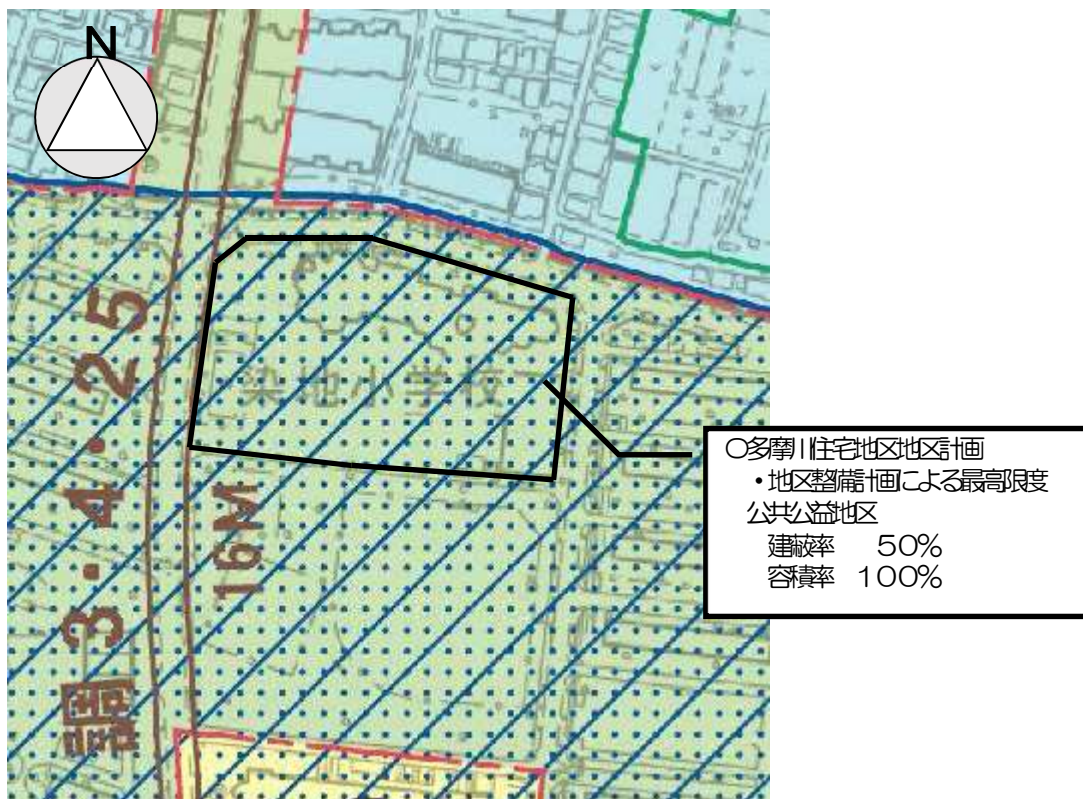 N
調3・4・25
16M
染地小学校
○多摩川住宅地区地区計画
・地区整備計画による最高限度
公共公益地区
建蔽率 50%
容積率 100%